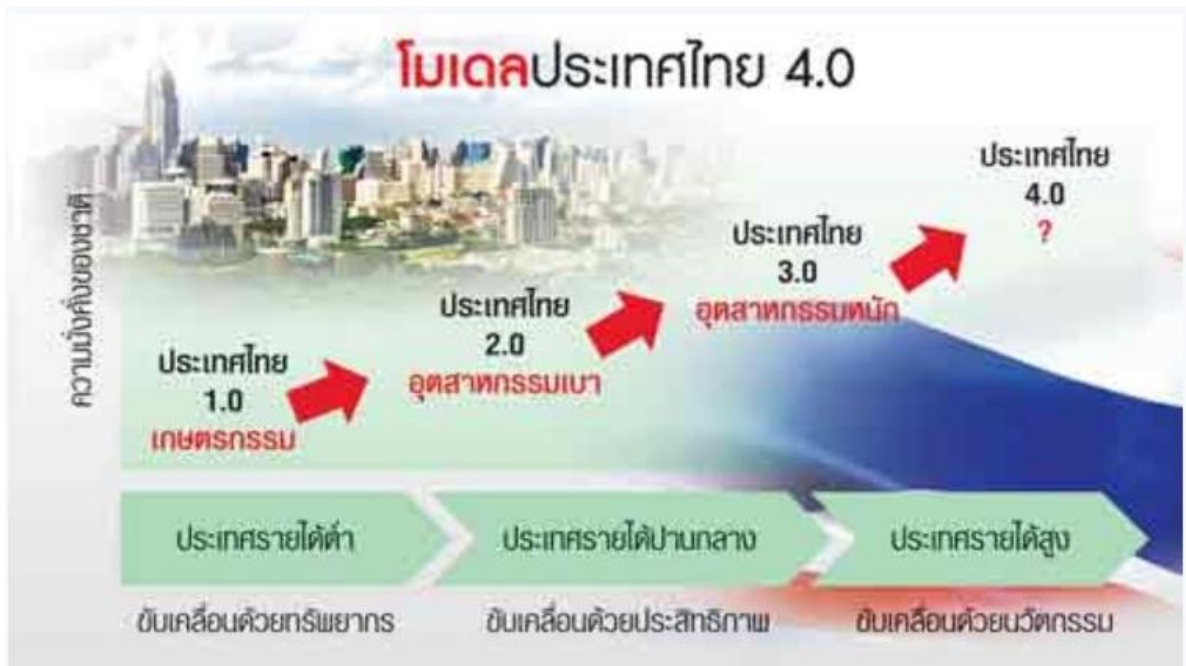 โมเดลประเทศไทย 4.0
ความมั่งคั่งของชาติ
ประเทศไทย
1.0
เกษตรกรรม
ประเทศไทย
2.0
อุตสาหกรรมเบา
ประเทศไทย
3.0
อุตสาหกรรมหนัก
ประเทศไทย
4.0
?
ประเทศรายได้ต่ำ
ประเทศรายได้ปานกลาง
ประเทศรายได้สูง
ขับเคลื่อนด้วยทรัพยากร
ขับเคลื่อนด้วยประสิทธิภาพ
ขับเคลื่อนด้วยนวัตกรรม